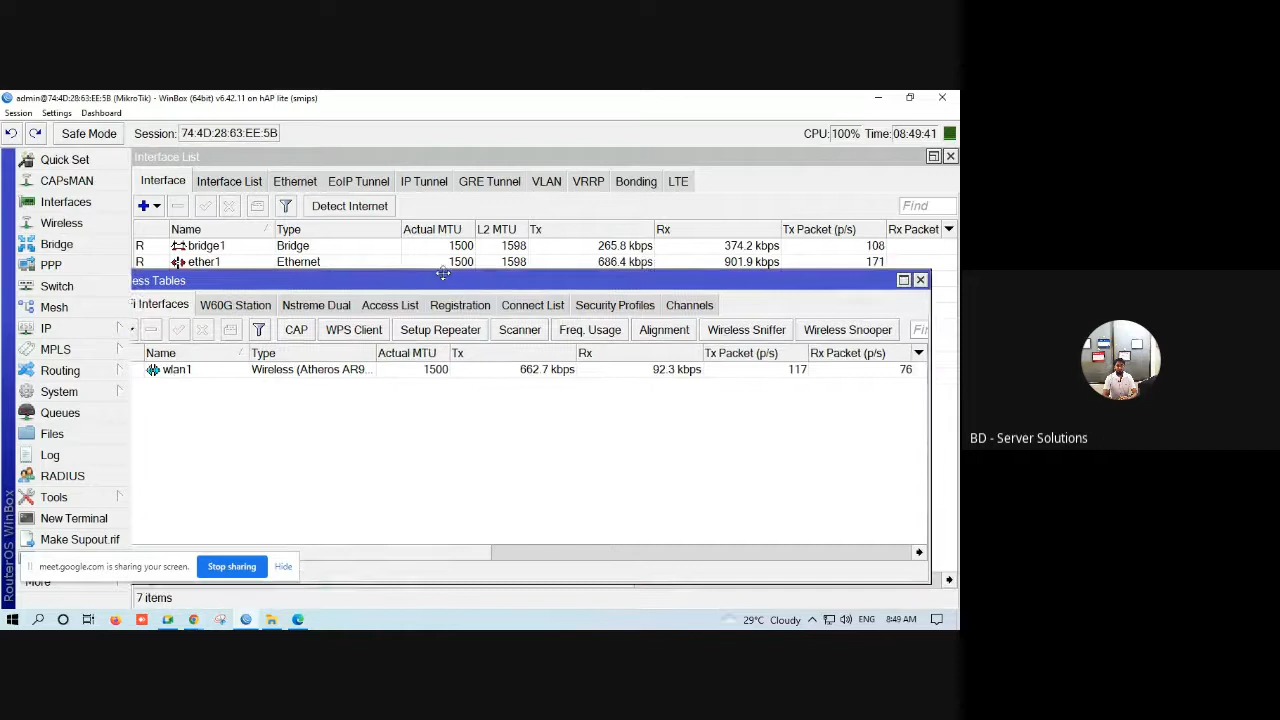 admin@74:4D:28:63:EE:5B (MikroTik) - WinBox (64bit) v6.42.11 on hAP lite (smips)
Session Settings Dashboard
Safe Mode Session: 74:4D:28:63:EE:5B CPU: 100% Time: 08:49:41
Quick Set
CAPsMAN
Interfaces
Wireless
Bridge
PPP
Switch
Mesh
IP
MPLS
Routing
System
Queues
Files
Log
RADIUS
Tools
New Terminal
Make Supout.rif
More
RouterOS WinBox
Interface List
Interface Interface List Ethernet EoIP Tunnel IP Tunnel GRE Tunnel VLAN VRRP Bonding LTE
Detect Internet Find
Name Type Actual MTU L2 MTU Tx Rx Tx Packet (p/s) Rx Packet
R bridge1 Bridge 1500 1598 265.8 kbps 374.2 kbps 108
R ether1 Ethernet 1500 1598 686.4 kbps 901.9 kbps 171
ess Tables
i Interfaces W60G Station Nstreme Dual Access List Registration Connect List Security Profiles Channels
CAP WPS Client Setup Repeater Scanner Freq. Usage Alignment Wireless Sniffer Wireless Snooper
Name Type Actual MTU Tx Rx Tx Packet (p/s) Rx Packet (p/s)
wlan1 Wireless (Atheros AR9... 1500 662.7 kbps 92.3 kbps 117 76
meet.google.com is sharing your screen. Stop sharing Hide
7 items
29°C Cloudy ENG 8:49 AM
BD - Server Solutions